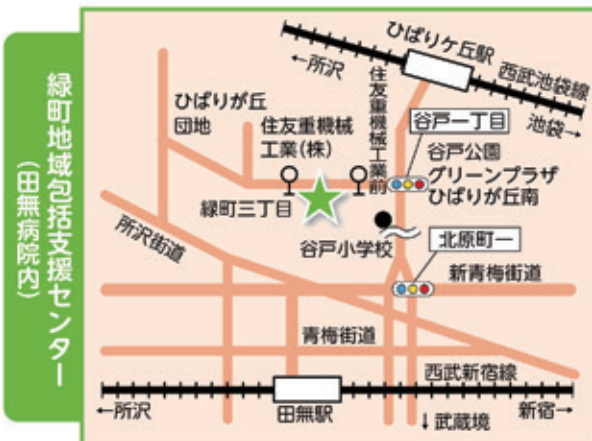 緑町地域包括支援センター
(田無病院内)
ひばりケ丘駅
←所沢
西武池袋線
池袋→
ひばりが丘
団地
住友重機械
工業(株)
住友重機械工業前
谷戸一丁目
谷戸公園
グリーンプラザ
ひばりが丘南
緑町三丁目
谷戸小学校
所沢街道
北原町一
新青梅街道
青梅街道
西武新宿線
←所沢
田無駅
↓武蔵境
新宿→